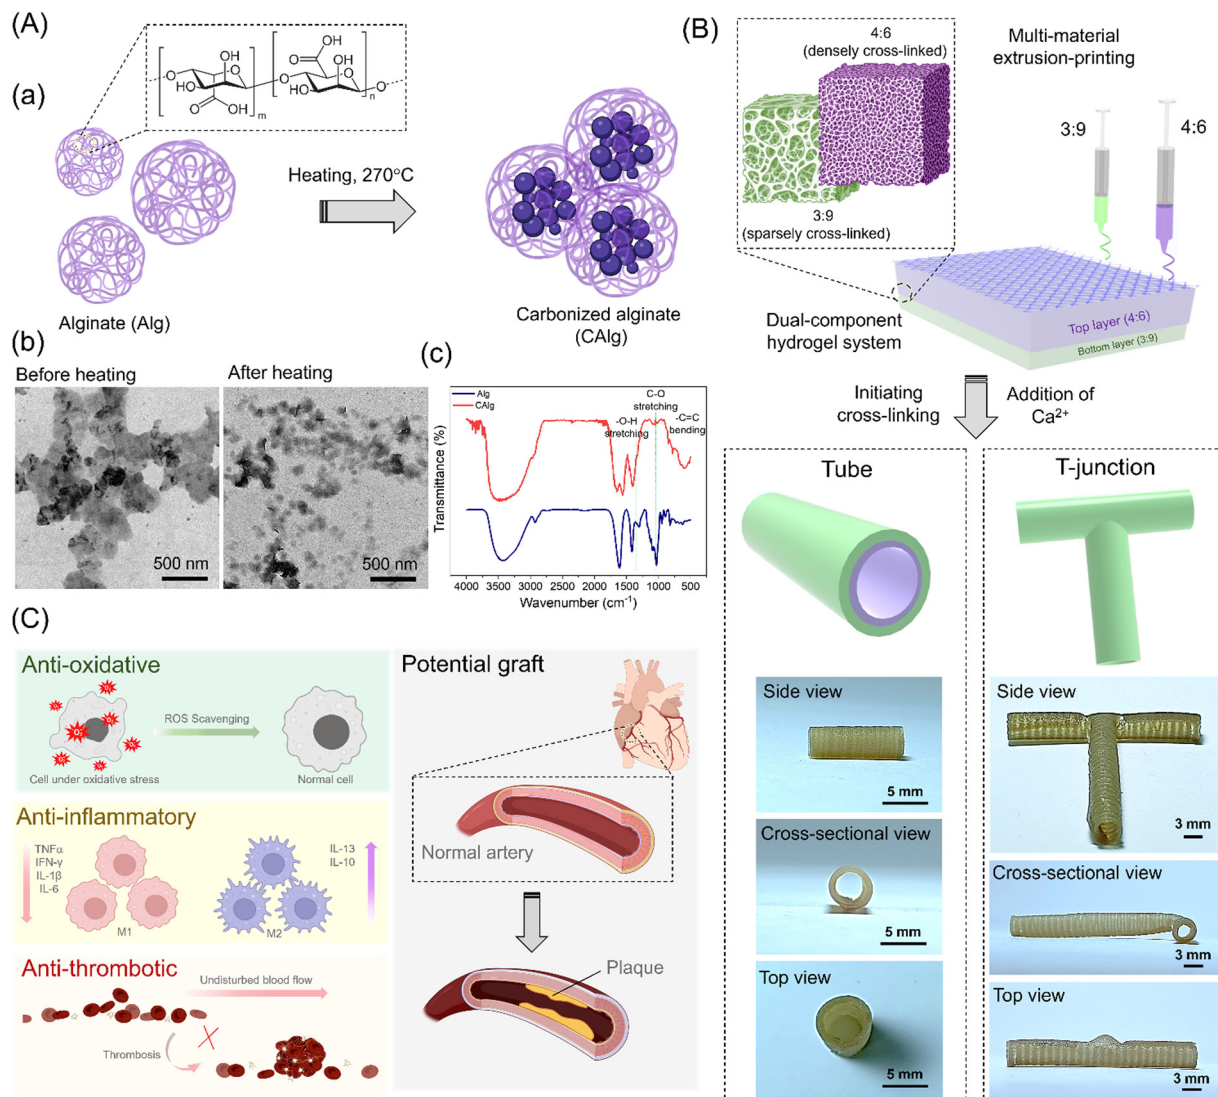 (A)
(a)
OH
O
HO
OH
O
OH
m
O
OH
OH
O
HO
O
n
Heating, 270°C
Alginate (Alg)
Carbonized alginate
(CAlg)
(b)
Before heating
After heating
500 nm
500 nm
(c)
Alg
CAlg
C-O
stretching
-O-H
stretching
-C=C
bending
Transmittance (%)
4000 3500 3000 2500 2000 1500 1000 500
Wavenumber (cm⁻¹)
(B)
4:6
(densely cross-linked)
3:9
(sparsely cross-linked)
Multi-material
extrusion-printing
3:9
4:6
Top layer (4:6)
Bottom layer (3:9)
Dual-component
hydrogel system
Initiating
cross-linking
Addition of
Ca²⁺
Tube
Side view
5 mm
Cross-sectional view
5 mm
Top view
5 mm
T-junction
Side view
3 mm
Cross-sectional view
3 mm
Top view
3 mm
(C)
Anti-oxidative
ROS Scavenging
Cell under oxidative stress
Normal cell
Anti-inflammatory
TNFα
IFN-γ
IL-1β
IL-6
M1
M2
IL-13
IL-10
Anti-thrombotic
Undisturbed blood flow
Thrombosis
Potential graft
Normal artery
Plaque